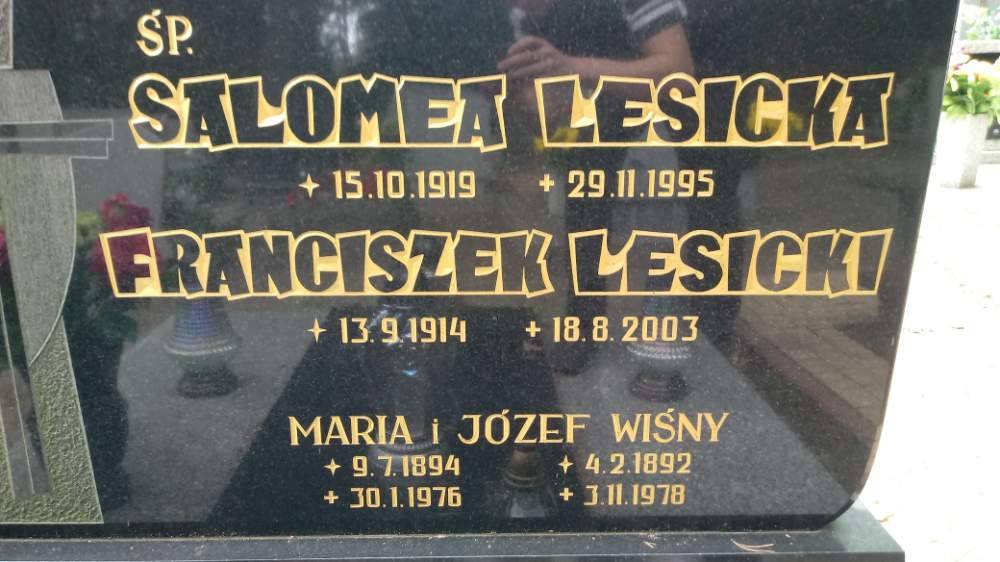 ŚP.
SALOMEA LESICKA
✦ 15.10.1919 + 29.11.1995
FRANCISZEK LESICKI
✦ 13.9.1914 + 18.8.2003
MARIA i JÓZEF WIŚNY
✦ 9.7.1894 ✦ 4.2.1892
+ 30.1.1976 + 3.11.1978